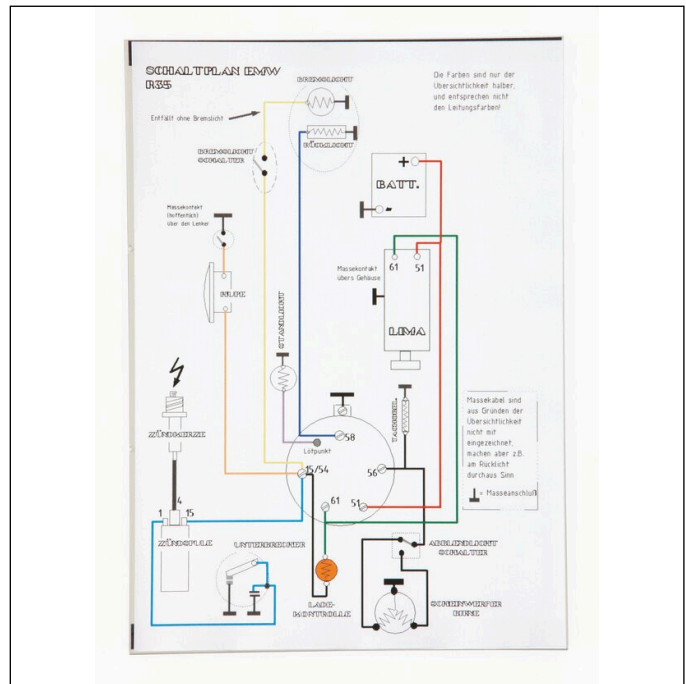 SCHALTPLAN EMW
R35
BREMSLICHT
Die Farben sind nur der
Übersichtlichkeit halber,
und entsprechen nicht
den Leitungsfarben!
Entfällt ohne Bremslicht
RÜCKLICHT
BREMSLICHT
SCHALTER
+
BATT.
-
Massekontakt
(hoffentlich)
über den Lenker
61
51
Massekontakt
übers Gehäuse
HUPE
STANDLICHT
LIMA
Massekabel sind
aus Gründen der
Übersichtlichkeit
nicht mit
eingezeichnet,
machen aber z.B.
am Rücklicht
durchaus Sinn.
= Masseanschluß
TACHOBEL.
ZÜNDKERZE
58
Lötpunkt
15/54
56
61
51
4
1
15
ZÜNDSPULE
UNTERBRECHER
ABBLENDLICHT
SCHALTER
LADE-
KONTROLLE
SCHEINWERFER
BIRNE